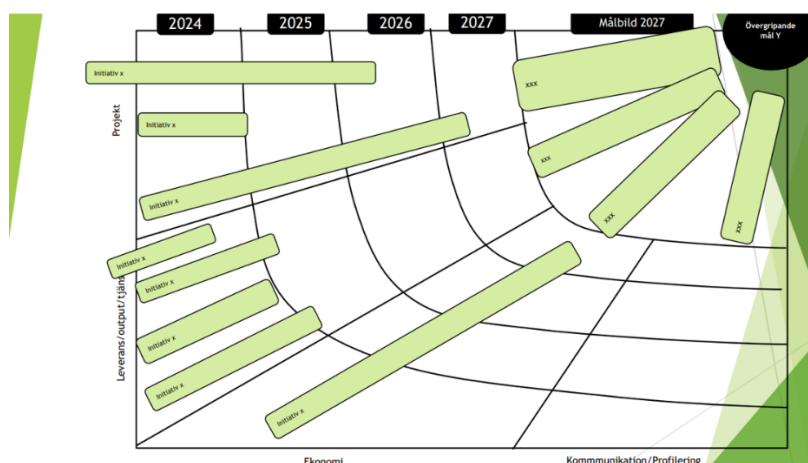 2024
2025
2026
2027
Målbild 2027
Övergripande
mål Y
Projekt
Initiativ x
Initiativ x
Initiativ x
xxx
xxx
xxx
xxx
Leverans/output/tjäns
Initiativ x
Initiativ x
Initiativ x
Initiativ x
Initiativ x
Ekonomi
Kommmunikation/Profilering